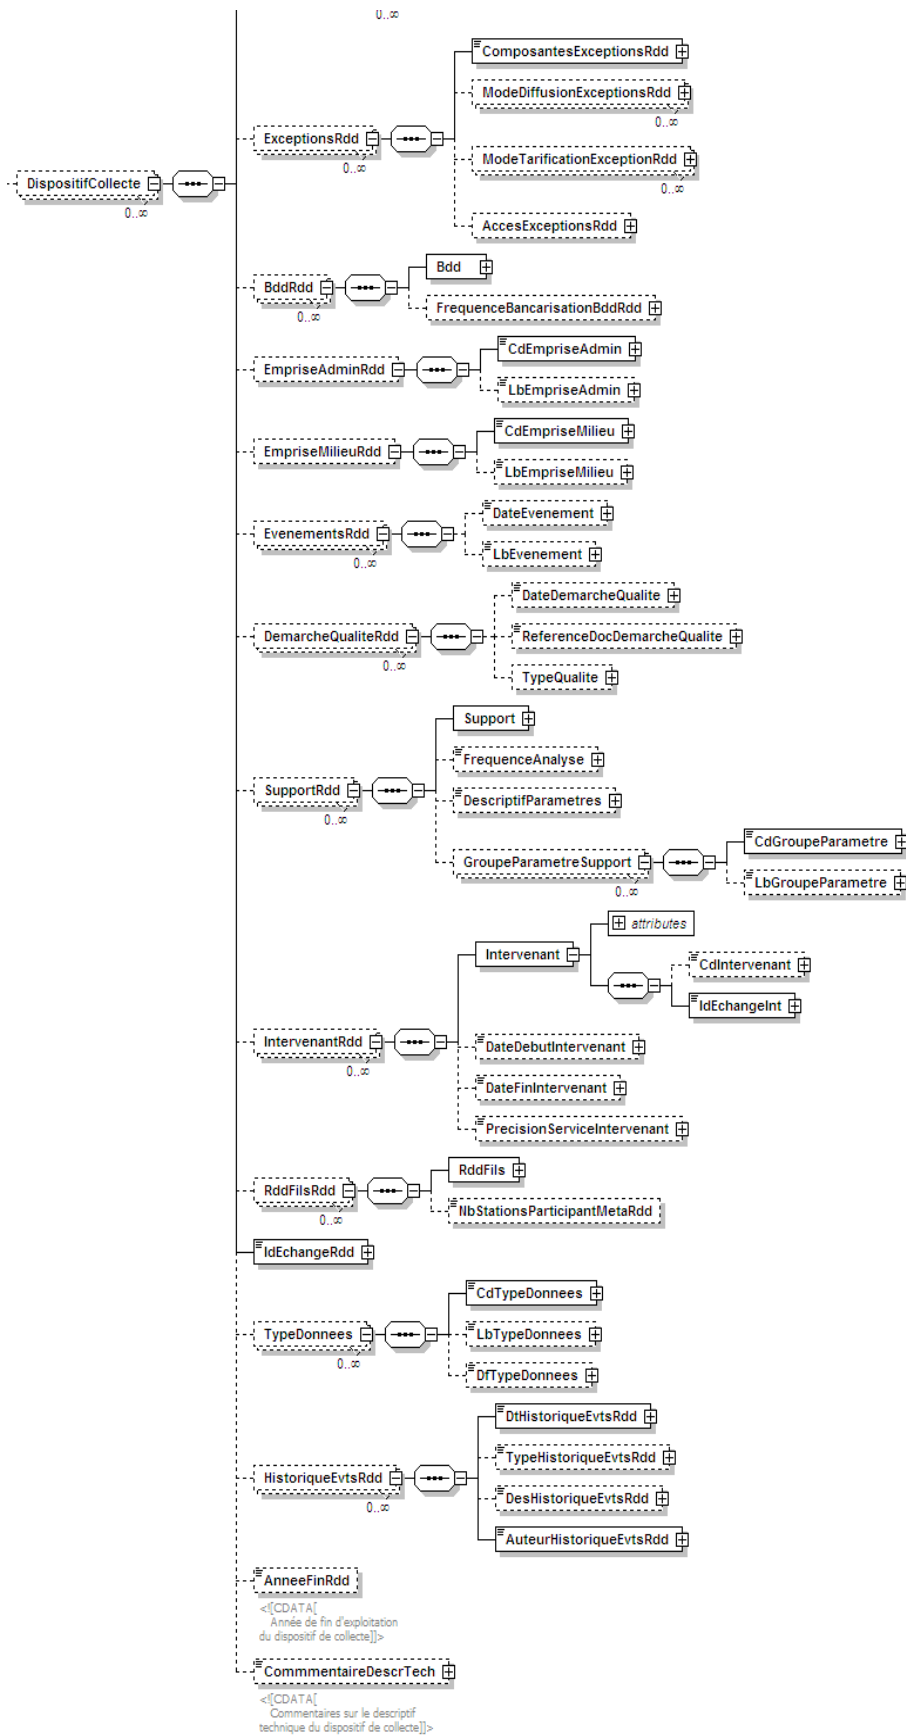 0..∞
ComposantesExceptionsRdd
ModeDiffusionExceptionsRdd
0..∞
ExceptionsRdd
0..∞
ModeTarificationExceptionRdd
0..∞
DispositifCollecte
0..∞
AccesExceptionsRdd
Bdd
BddRdd
0..∞
FrequenceBancarisationBddRdd
CdEmpriseAdmin
EmpriseAdminRdd
LbEmpriseAdmin
CdEmpriseMilieu
EmpriseMilieuRdd
LbEmpriseMilieu
DateEvenement
EvenementsRdd
0..∞
LbEvenement
DateDemarcheQualite
DemarcheQualiteRdd
0..∞
ReferenceDocDemarcheQualite
TypeQualite
Support
FrequenceAnalyse
SupportRdd
0..∞
DescriptifParametres
GroupeParametreSupport
0..∞
CdGroupeParametre
LbGroupeParametre
attributes
Intervenant
CdIntervenant
IdEchangeInt
IntervenantRdd
0..∞
DateDebutIntervenant
DateFinIntervenant
PrecisionServiceIntervenant
RddFils
RddFilsRdd
0..∞
NbStationsParticipantMetaRdd
IdEchangeRdd
CdTypeDonnees
TypeDonnees
0..∞
LbTypeDonnees
DfTypeDonnees
DtHistoriqueEvtsRdd
TypeHistoriqueEvtsRdd
HistoriqueEvtsRdd
0..∞
DesHistoriqueEvtsRdd
AuteurHistoriqueEvtsRdd
AnneeFinRdd
<![CDATA[
Année de fin d'exploitation
du dispositif de collecte]]>
CommmentaireDescrTech
<![CDATA[
Commentaires sur le descriptif
technique du dispositif de collecte]]>